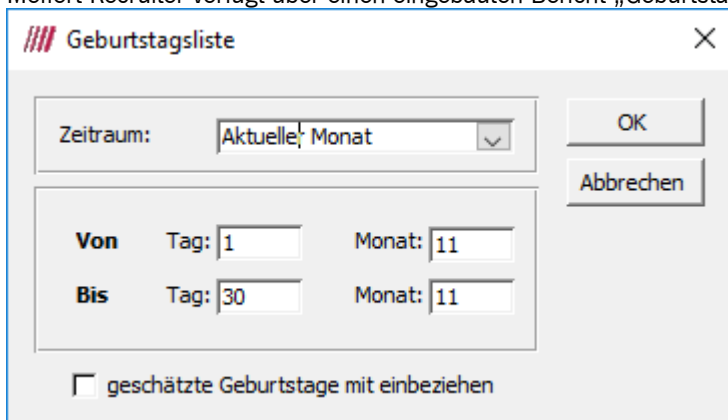 Geburtstagsliste
Zeitraum: Aktueller Monat
OK
Abbrechen
Von Tag: 1 Monat: 11
Bis Tag: 30 Monat: 11
geschätzte Geburtstage mit einbeziehen